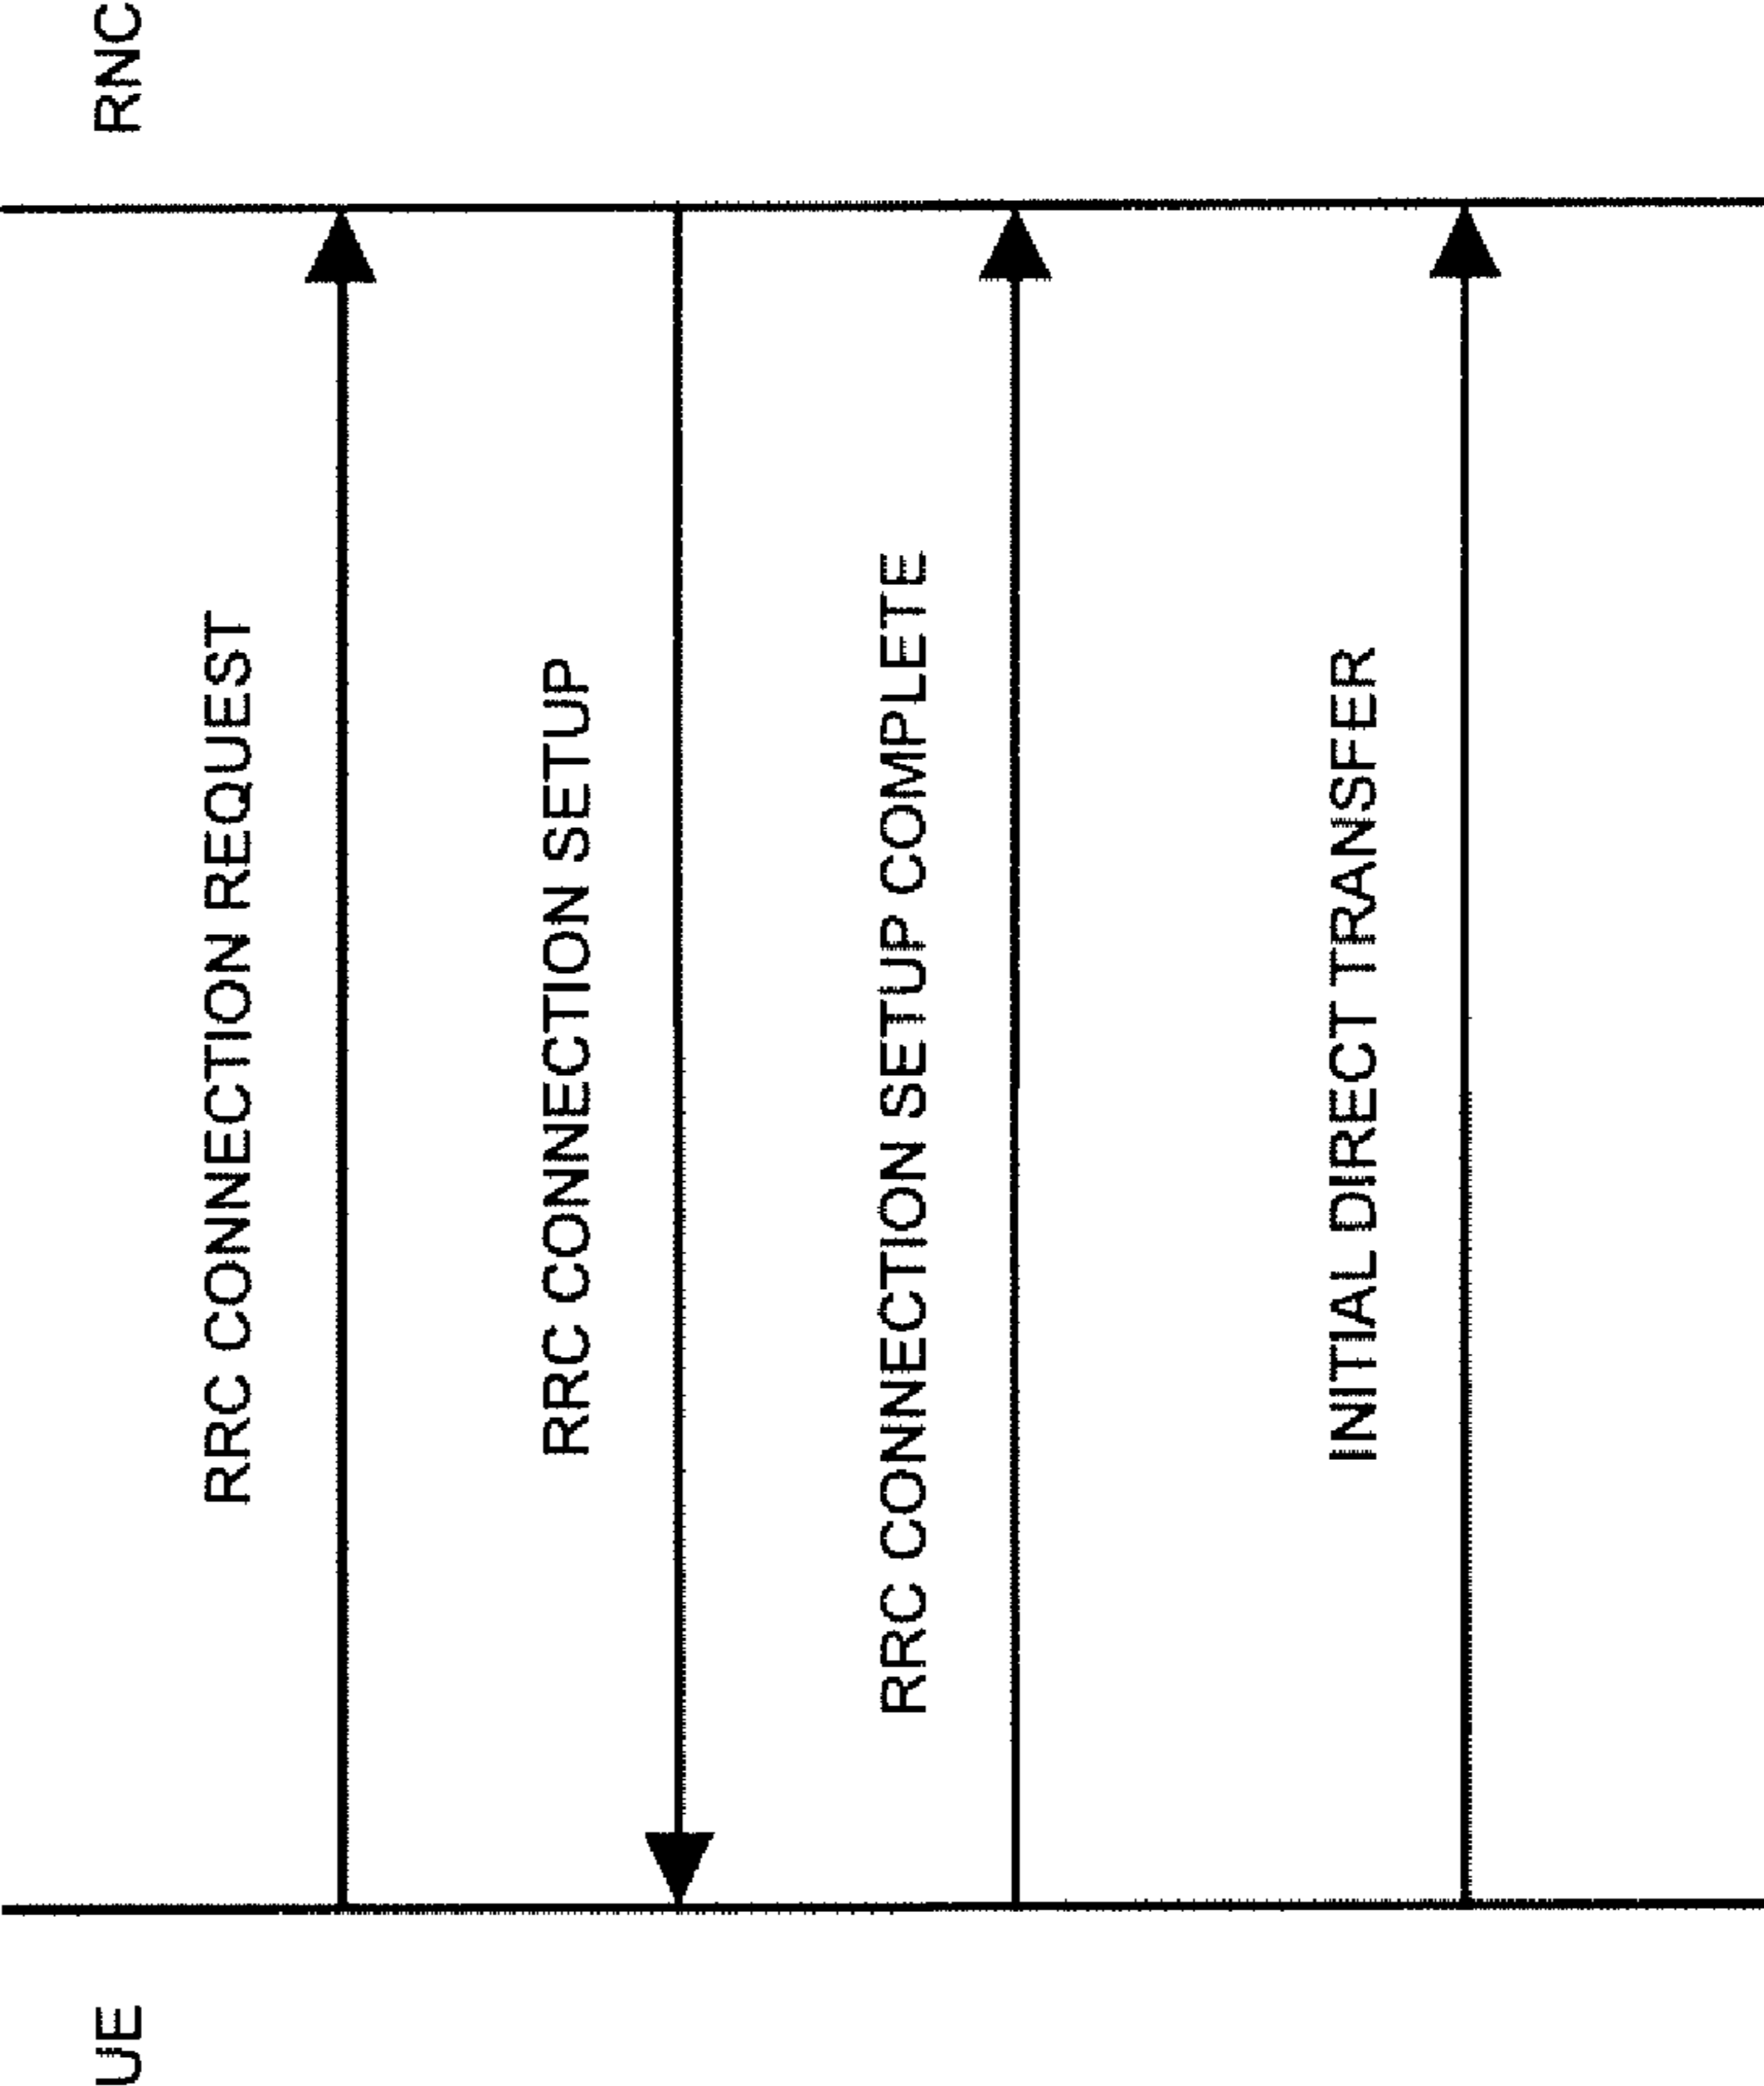 UE
RNC
RRC CONNECTION REQUEST
RRC CONNECTION SETUP
RRC CONNECTION SETUP COMPLETE
INITIAL DIRECT TRANSFER